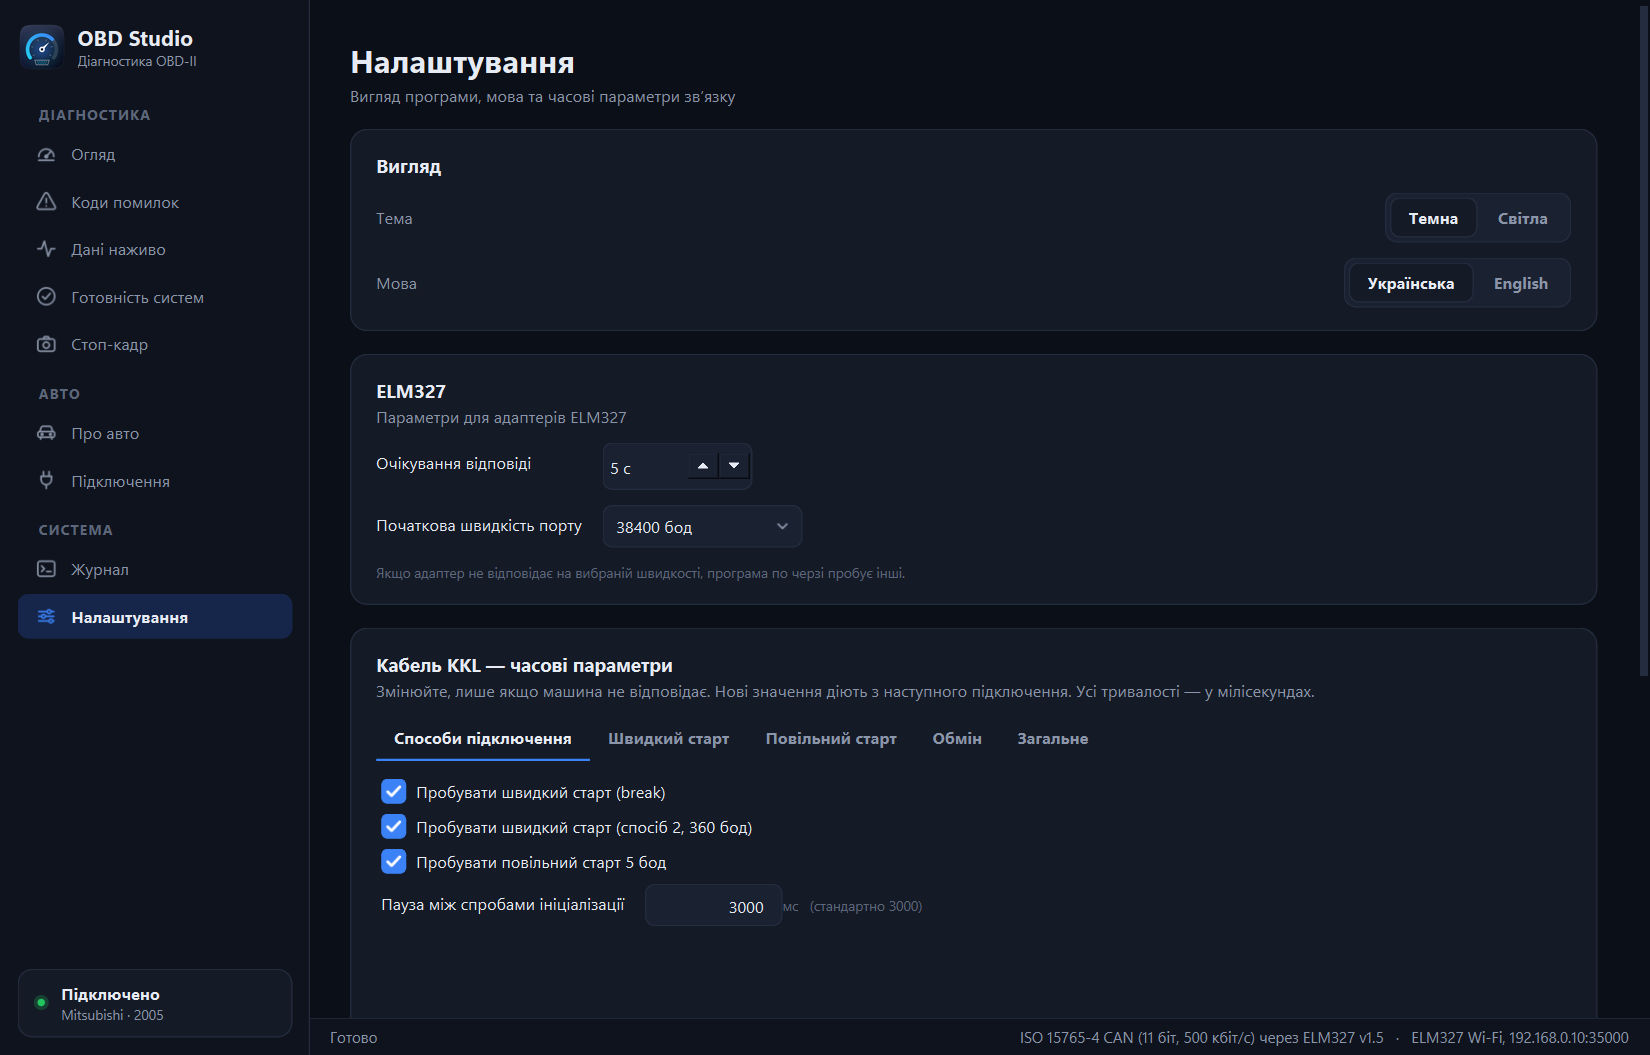 OBD Studio
Діагностика OBD-II
ДІАГНОСТИКА
Огляд
Коди помилок
Дані наживо
Готовність систем
Стоп-кадр
АВТО
Про авто
Підключення
СИСТЕМА
Журнал
Налаштування
Підключено
Mitsubishi · 2005
Налаштування
Вигляд програми, мова та часові параметри зв’язку
Вигляд
Тема
Темна Світла
Мова
Українська English
ELM327
Параметри для адаптерів ELM327
Очікування відповіді 5 с
Початкова швидкість порту 38400 бод
Якщо адаптер не відповідає на вибраній швидкості, програма по черзі пробує інші.
Кабель KKL — часові параметри
Змінюйте, лише якщо машина не відповідає. Нові значення діють з наступного підключення. Усі тривалості — у мілісекундах.
Способи підключення Швидкий старт Повільний старт Обмін Загальне
Пробувати швидкий старт (break)
Пробувати швидкий старт (спосіб 2, 360 бод)
Пробувати повільний старт 5 бод
Пауза між спробами ініціалізації 3000 мс (стандартно 3000)
Готово ISO 15765-4 CAN (11 біт, 500 кбіт/с) через ELM327 v1.5 · ELM327 Wi-Fi, 192.168.0.10:35000